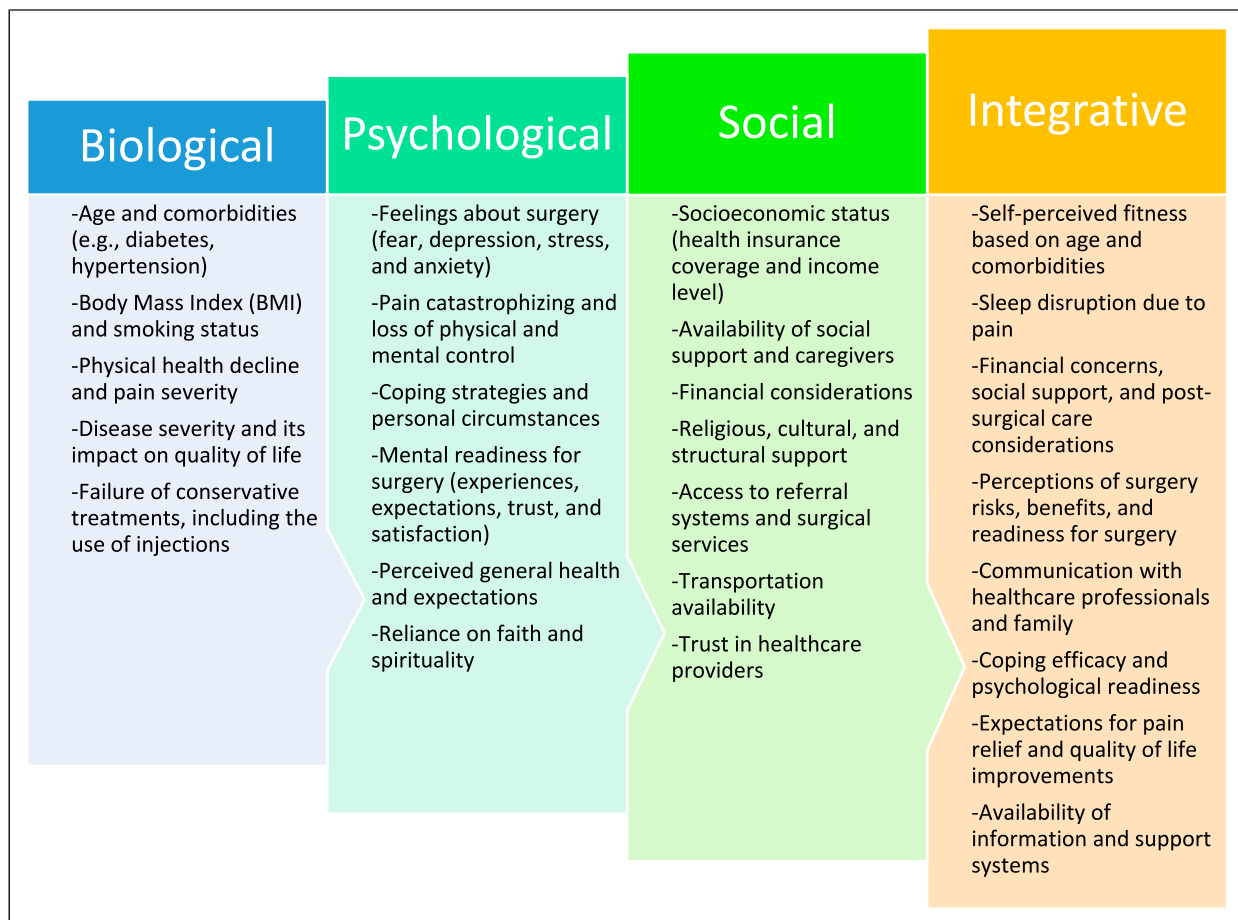 Biological
-Age and comorbidities
(e.g., diabetes,
hypertension)
-Body Mass Index (BMI)
and smoking status
-Physical health decline
and pain severity
-Disease severity and its
impact on quality of life
-Failure of conservative
treatments, including the
use of injections
Psychological
-Feelings about surgery
(fear, depression, stress,
and anxiety)
-Pain catastrophizing and
loss of physical and
mental control
-Coping strategies and
personal circumstances
-Mental readiness for
surgery (experiences,
expectations, trust, and
satisfaction)
-Perceived general health
and expectations
-Reliance on faith and
spirituality
Social
-Socioeconomic status
(health insurance
coverage and income
level)
-Availability of social
support and caregivers
-Financial considerations
-Religious, cultural, and
structural support
-Access to referral
systems and surgical
services
-Transportation
availability
-Trust in healthcare
providers
Integrative
-Self-perceived fitness
based on age and
comorbidities
-Sleep disruption due to
pain
-Financial concerns,
social support, and post-
surgical care
considerations
-Perceptions of surgery
risks, benefits, and
readiness for surgery
-Communication with
healthcare professionals
and family
-Coping efficacy and
psychological readiness
-Expectations for pain
relief and quality of life
improvements
-Availability of
information and support
systems